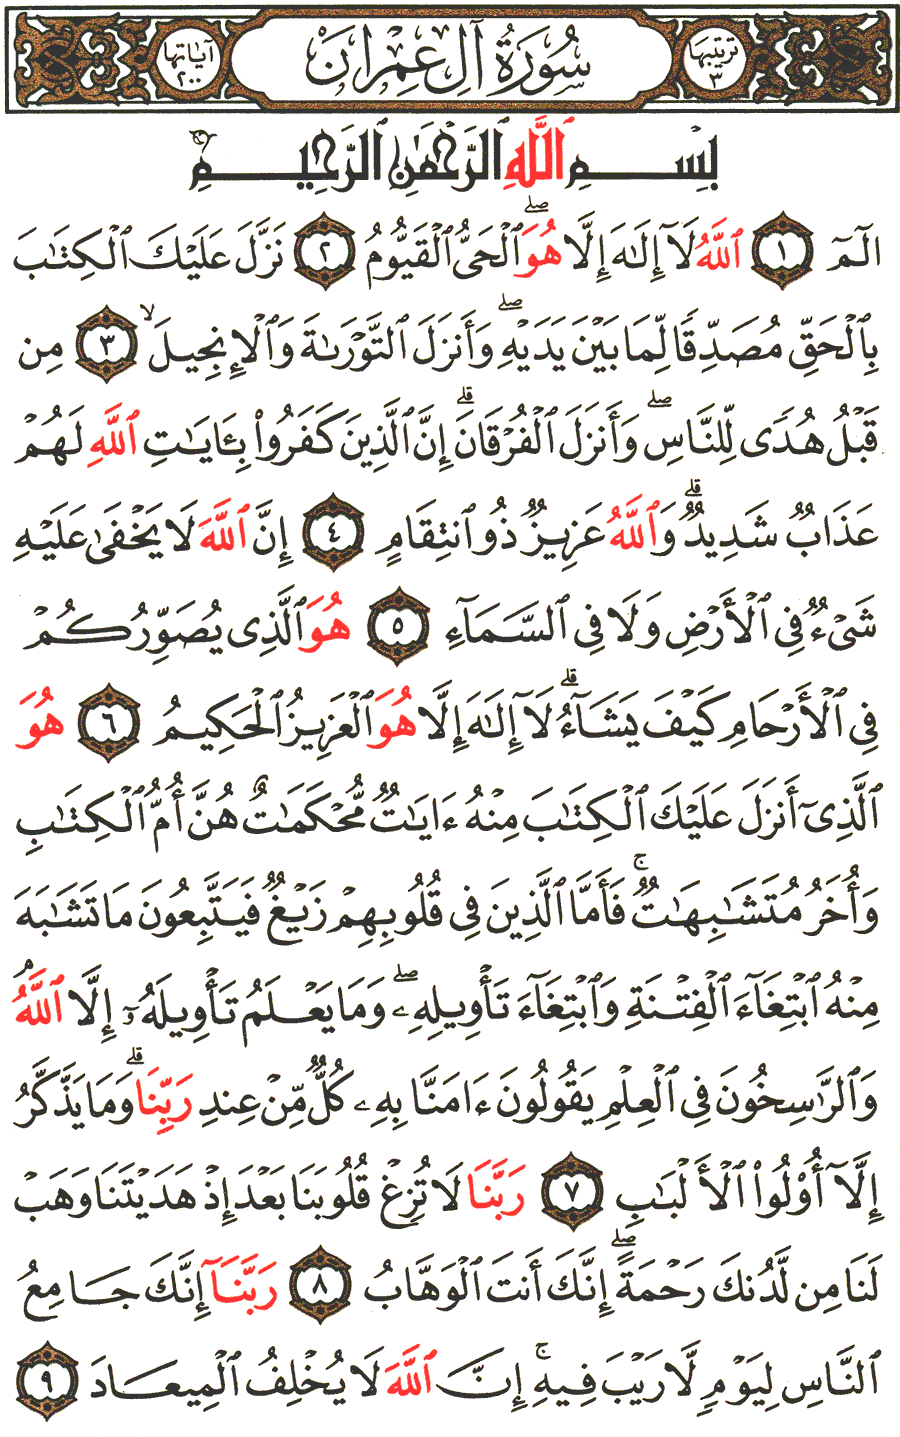 ترتيبها ٣ سُورَةُ آلِ عِمْرَانَ آياتها ٢٠٠
بِسْمِ ٱللَّهِ ٱلرَّحْمَٰنِ ٱلرَّحِيمِ
الٓمٓ ١ ٱللَّهُ لَآ إِلَٰهَ إِلَّا هُوَ ۖ ٱلْحَىُّ ٱلْقَيُّومُ ٢ نَزَّلَ عَلَيْكَ ٱلْكِتَٰبَ
بِٱلْحَقِّ مُصَدِّقًا لِّمَا بَيْنَ يَدَيْهِ ۖ وَأَنزَلَ ٱلتَّوْرَىٰةَ وَٱلْإِنجِيلَ ۙ ٣ مِن
قَبْلُ هُدًى لِّلنَّاسِ ۖ وَأَنزَلَ ٱلْفُرْقَانَ ۗ إِنَّ ٱلَّذِينَ كَفَرُوا۟ بِـَٔايَٰتِ ٱللَّهِ لَهُمْ
عَذَابٌ شَدِيدٌ ۗ وَٱللَّهُ عَزِيزٌ ذُو ٱنتِقَامٍ ٤ إِنَّ ٱللَّهَ لَا يَخْفَىٰ عَلَيْهِ
شَىْءٌ فِى ٱلْأَرْضِ وَلَا فِى ٱلسَّمَآءِ ٥ هُوَ ٱلَّذِى يُصَوِّرُكُمْ
فِى ٱلْأَرْحَامِ كَيْفَ يَشَآءُ ۗ لَآ إِلَٰهَ إِلَّا هُوَ ٱلْعَزِيزُ ٱلْحَكِيمُ ٦ هُوَ
ٱلَّذِىٓ أَنزَلَ عَلَيْكَ ٱلْكِتَٰبَ مِنْهُ ءَايَٰتٌ مُّحْكَمَٰتٌ هُنَّ أُمُّ ٱلْكِتَٰبِ
وَأُخَرُ مُتَشَٰبِهَٰتٌ ۚ فَأَمَّا ٱلَّذِينَ فِى قُلُوبِهِمْ زَيْغٌ فَيَتَّبِعُونَ مَا تَشَٰبَهَ
مِنْهُ ٱبْتِغَآءَ ٱلْفِتْنَةِ وَٱبْتِغَآءَ تَأْوِيلِهِۦ ۖ وَمَا يَعْلَمُ تَأْوِيلَهُۥٓ إِلَّا ٱللَّهُ ۘ
وَٱلرَّٰسِخُونَ فِى ٱلْعِلْمِ يَقُولُونَ ءَامَنَّا بِهِۦ كُلٌّ مِّنْ عِندِ رَبِّنَا ۗ وَمَا يَذَّكَّرُ
إِلَّآ أُو۟لُوا۟ ٱلْأَلْبَٰبِ ٧ رَبَّنَا لَا تُزِغْ قُلُوبَنَا بَعْدَ إِذْ هَدَيْتَنَا وَهَبْ
لَنَا مِن لَّدُنكَ رَحْمَةً ۖ إِنَّكَ أَنتَ ٱلْوَهَّابُ ٨ رَبَّنَآ إِنَّكَ جَامِعُ
ٱلنَّاسِ لِيَوْمٍ لَّا رَيْبَ فِيهِ ۚ إِنَّ ٱللَّهَ لَا يُخْلِفُ ٱلْمِيعَادَ ٩